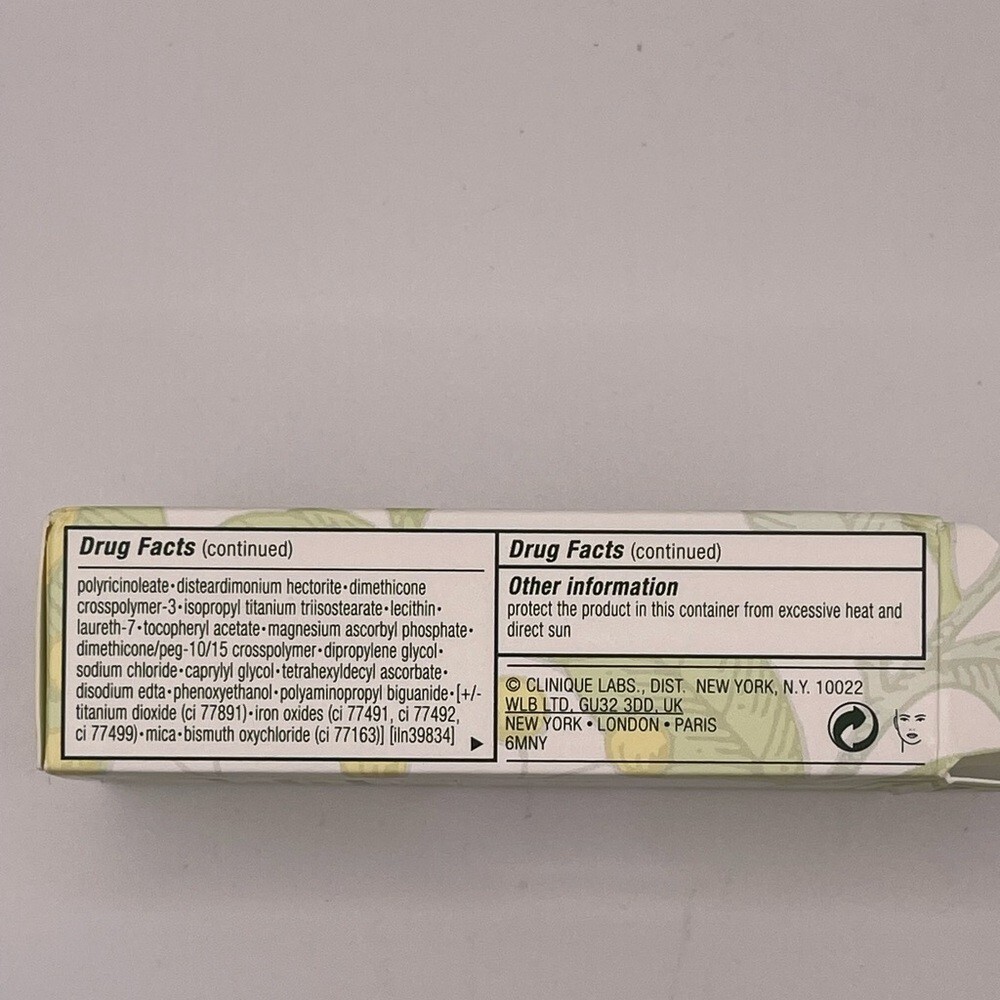 Drug Facts (continued)
polyricinoleate•disteardimonium hectorite•dimethicone
crosspolymer-3•isopropyl titanium triisostearate•lecithin•
laureth-7•tocopheryl acetate•magnesium ascorbyl phosphate•
dimethicone/peg-10/15 crosspolymer•dipropylene glycol•
sodium chloride•caprylyl glycol•tetrahexyldecyl ascorbate•
disodium edta•phenoxyethanol•polyaminopropyl biguanide•[+/-
titanium dioxide (ci 77891)•iron oxides (ci 77491, ci 77492,
ci 77499)•mica•bismuth oxychloride (ci 77163)] [iln39834]
Drug Facts (continued)
Other information
protect the product in this container from excessive heat and
direct sun
© CLINIQUE LABS., DIST. NEW YORK, N.Y. 10022
WLB LTD, GU32 3DD, UK
NEW YORK • LONDON • PARIS
6MNY